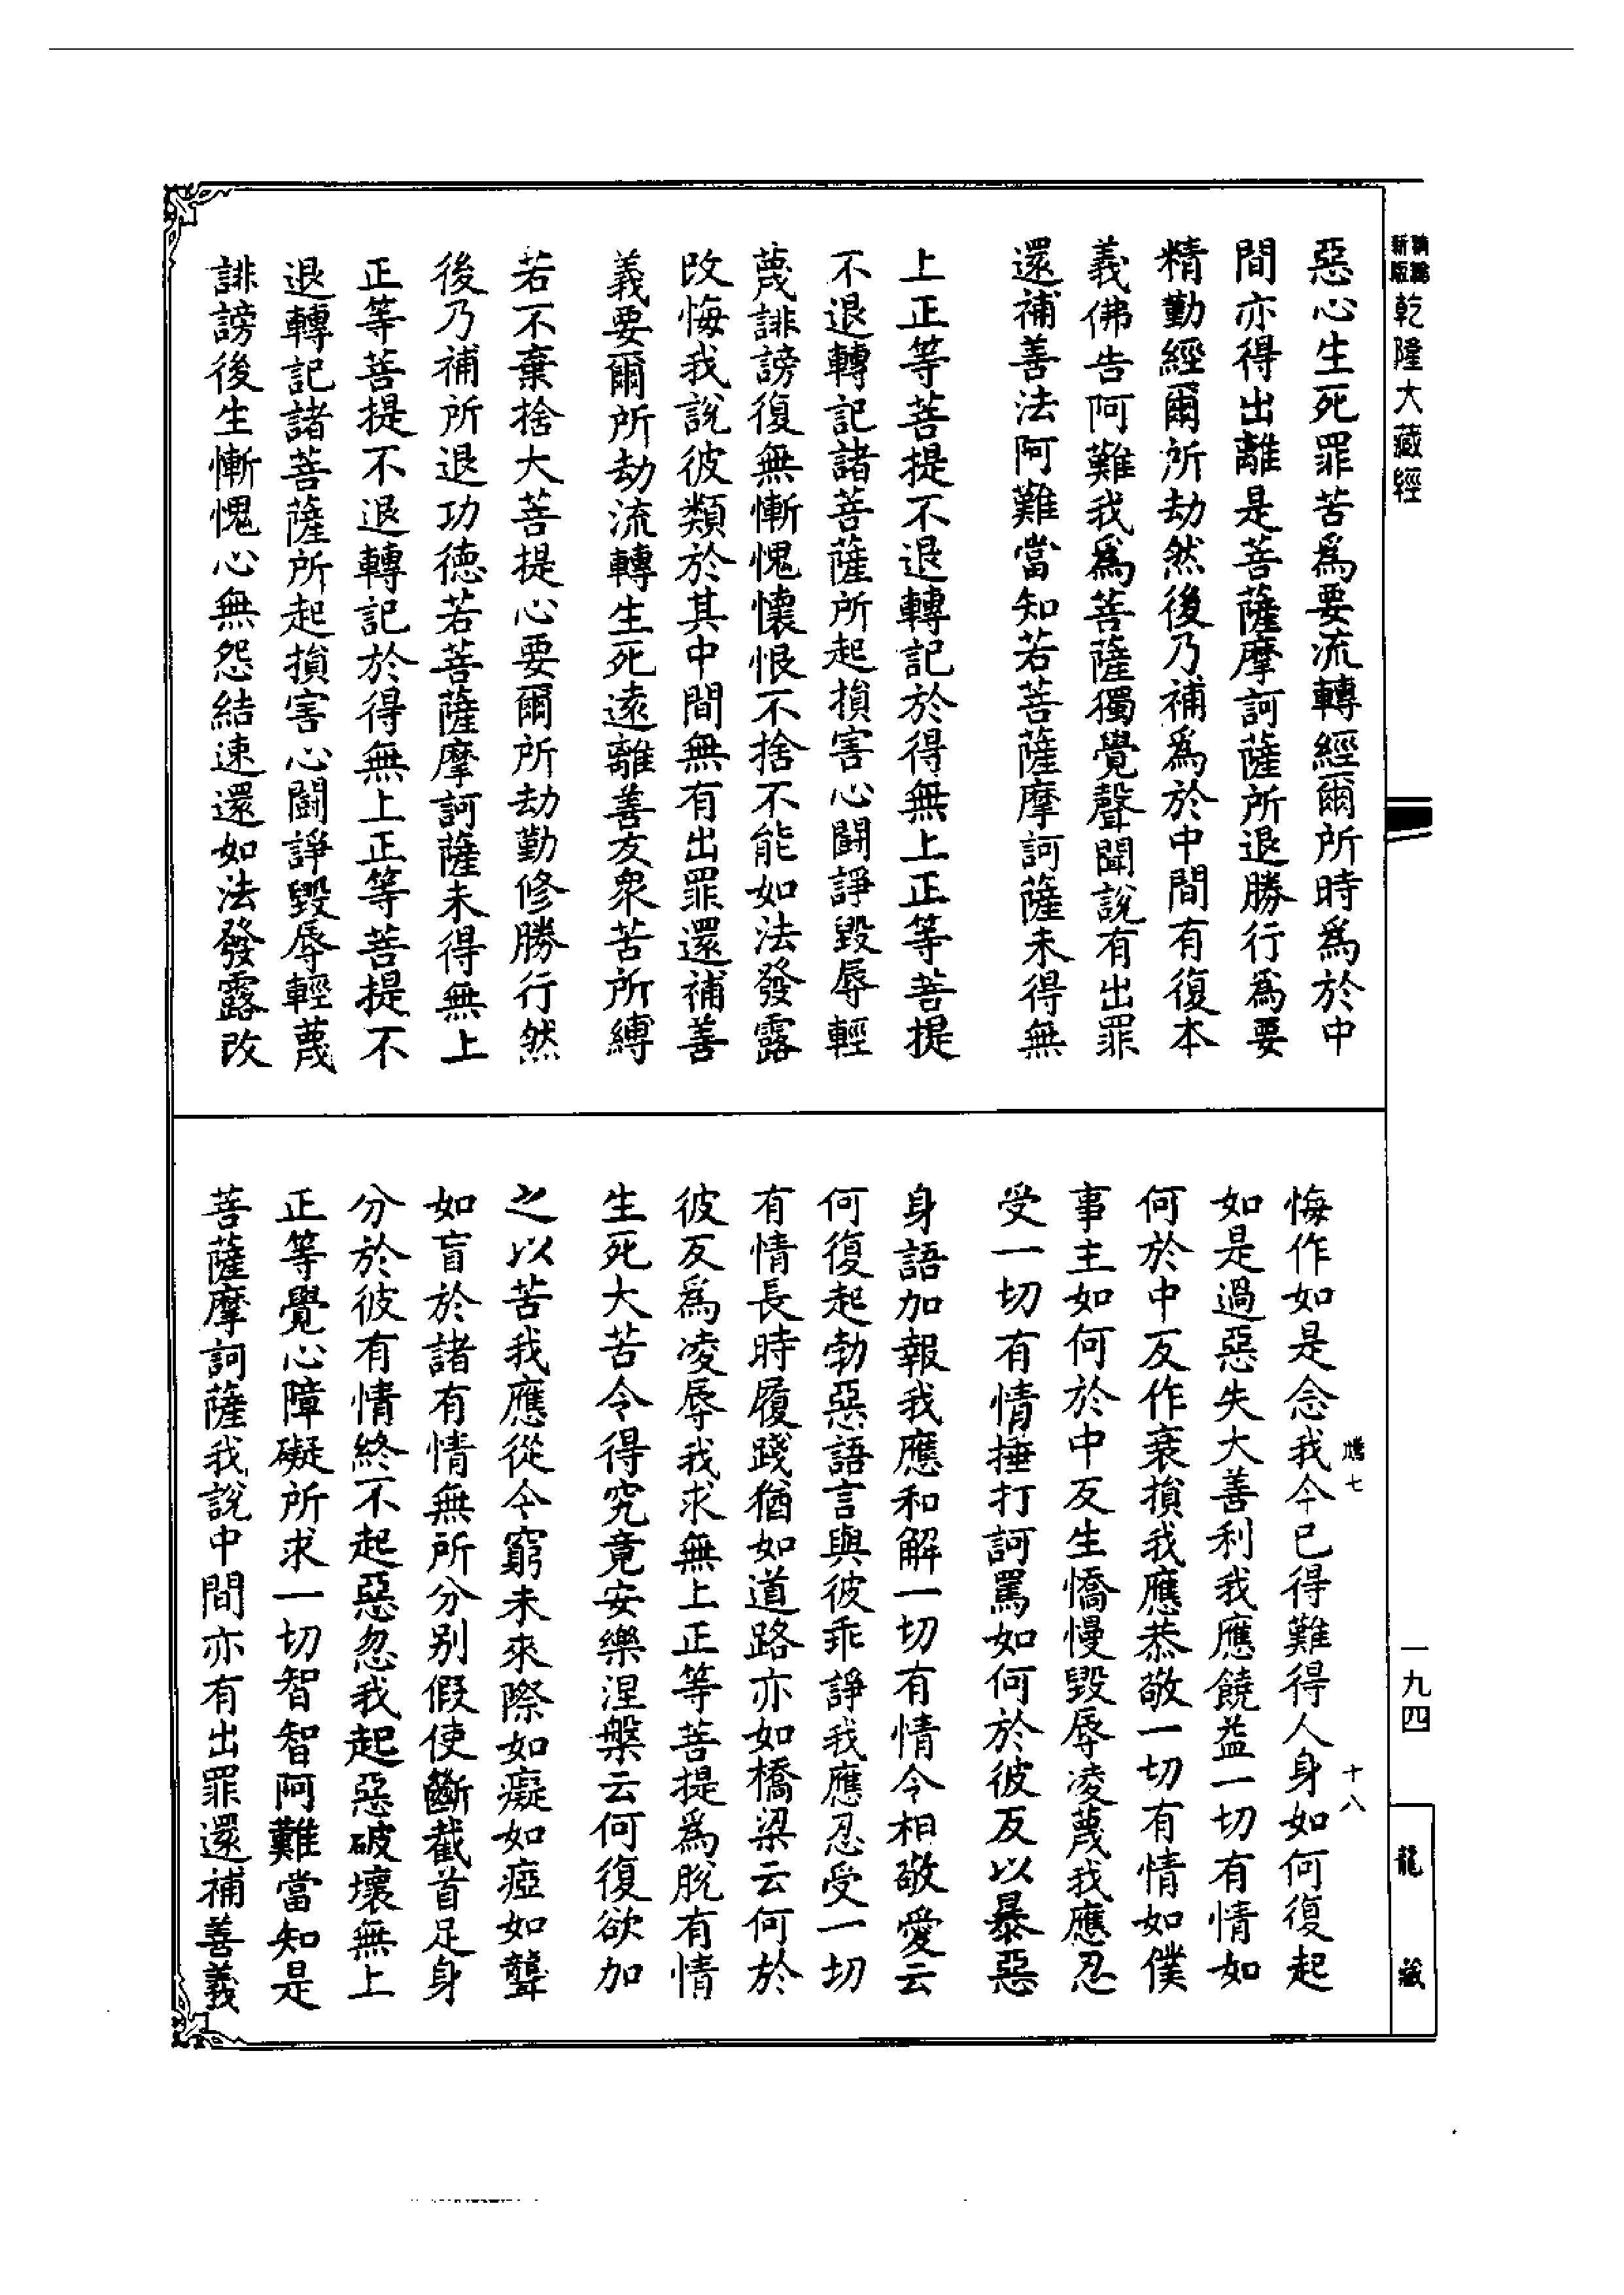 乾隆大藏經
一九四
龍藏
惡心生死罪苦爲要流轉經爾所時爲於中
間亦得出離是菩薩摩訶薩所退勝行爲要
精勤經爾所劫然後乃補爲於中間有復本
義佛告阿難我爲菩薩獨覺聲聞說有出罪
還補善法阿難當知若菩薩摩訶薩未得無
上正等菩提不退轉記於得無上正等菩提
不退轉記諸菩薩所起損害心鬪諍毀辱輕
蔑誹謗復無慚愧懷恨不捨不能如法發露
改悔我說彼類於其中間無有出罪還補善
義要爾所劫流轉生死遠離善友衆苦所縛
若不棄捨大菩提心要爾所劫勤修勝行然
後乃補所退功德若菩薩摩訶薩未得無上
正等菩提不退轉記於得無上正等菩提不
退轉記諸菩薩所起損害心鬪諍毀辱輕蔑
誹謗後生慚愧心無怨結速還如法發露改
騰七
十八
悔作如是念我今已得難得人身如何復起
如是過惡失大善利我應饒益一切有情如
何於中反作衰損我應恭敬一切有情如僕
事主如何於中反生憍慢毀辱凌蔑我應忍
受一切有情捶打訶罵如何於彼反以暴惡
身語加報我應和解一切有情令相敬愛云
何復起勃惡語言與彼乖諍我應忍受一切
有情長時履踐猶如道路亦如橋梁云何於
彼反爲凌辱我求無上正等菩提爲脫有情
生死大苦令得究竟安樂涅槃云何復欲加
之以苦我應從今窮未來際如癡如瘂如聾
如盲於諸有情無所分別假使斷截首足身
分於彼有情終不起惡忽我起惡破壞無上
正等覺心障礙所求一切智智阿難當知是
菩薩摩訶薩我說中間亦有出罪還補善義